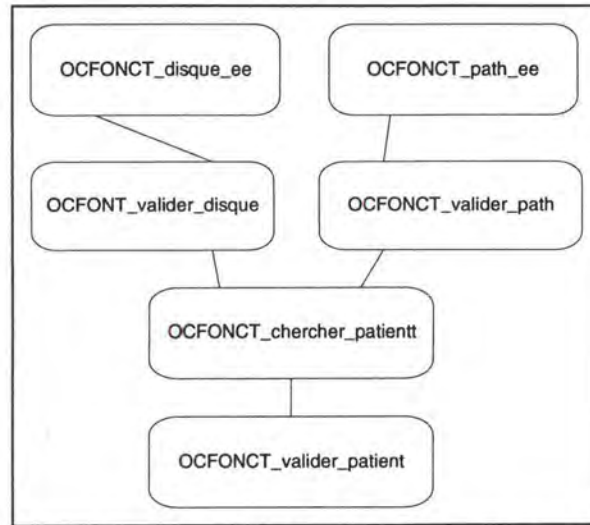 OCFONCT_disque_ee
OCFONCT_path_ee
OCFONT_valider_disque
OCFONCT_valider_path
OCFONCT_chercher_patientt
OCFONCT_valider_patient